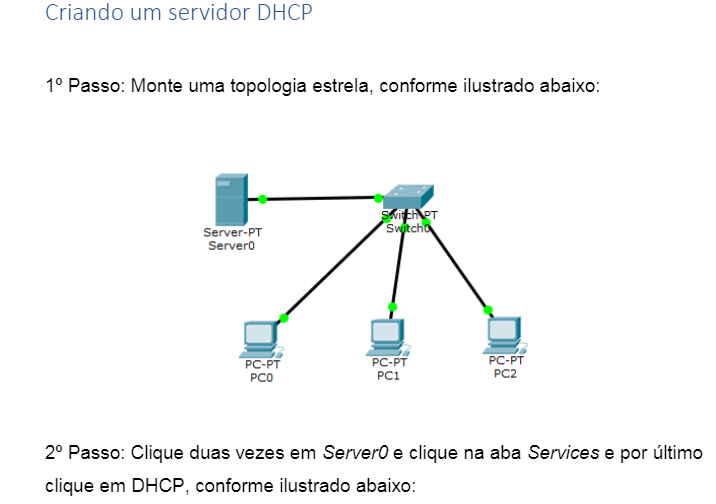 Criando um servidor DHCP
1º Passo: Monte uma topologia estrela, conforme ilustrado abaixo:
Switch-PT
Switch0
Server-PT
Server0
PC-PT
PC0
PC-PT
PC1
PC-PT
PC2
2º Passo: Clique duas vezes em Server0 e clique na aba Services e por último
clique em DHCP, conforme ilustrado abaixo: